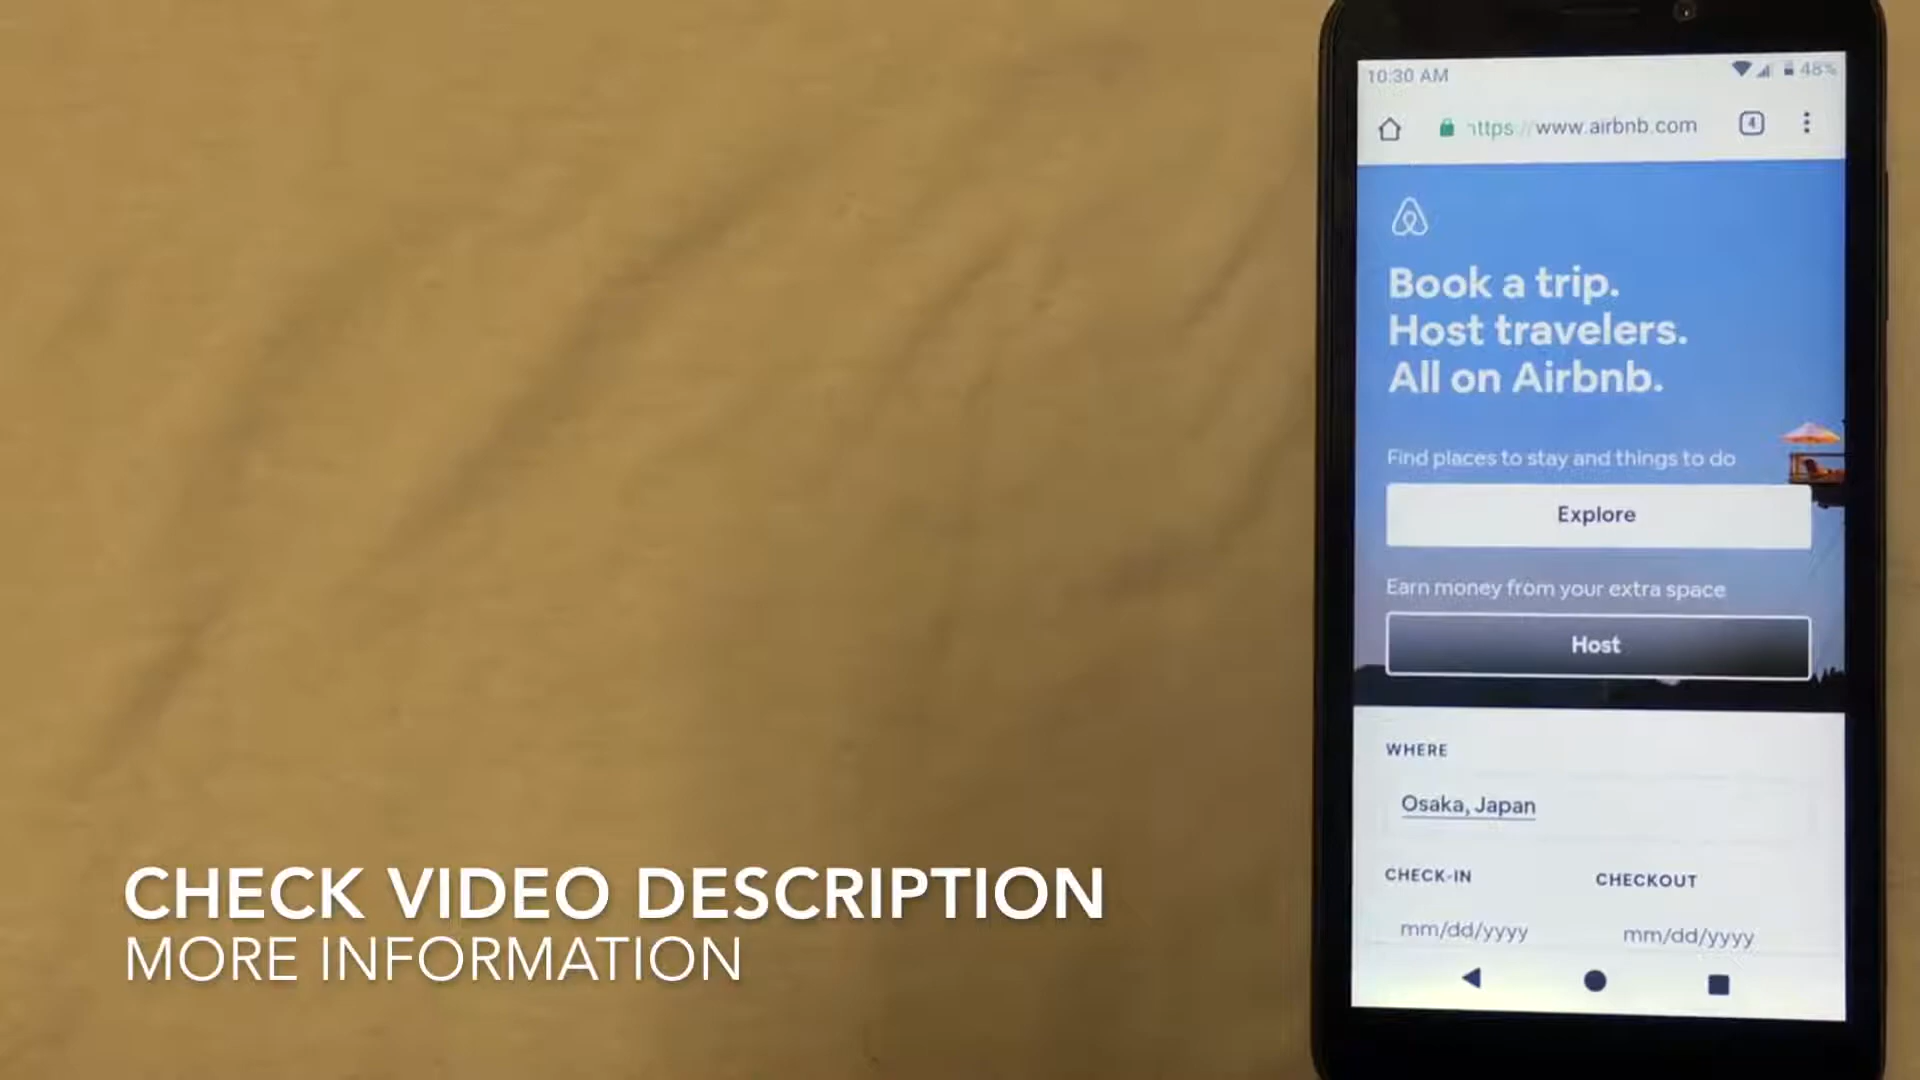 10:30 AM
48%
https://www.airbnb.com
4
Book a trip.
Host travelers.
All on Airbnb.
Find places to stay and things to do
Explore
Earn money from your extra space
Host
WHERE
Osaka, Japan
CHECK-IN
CHECKOUT
mm/dd/yyyy
mm/dd/yyyy
CHECK VIDEO DESCRIPTION
MORE INFORMATION